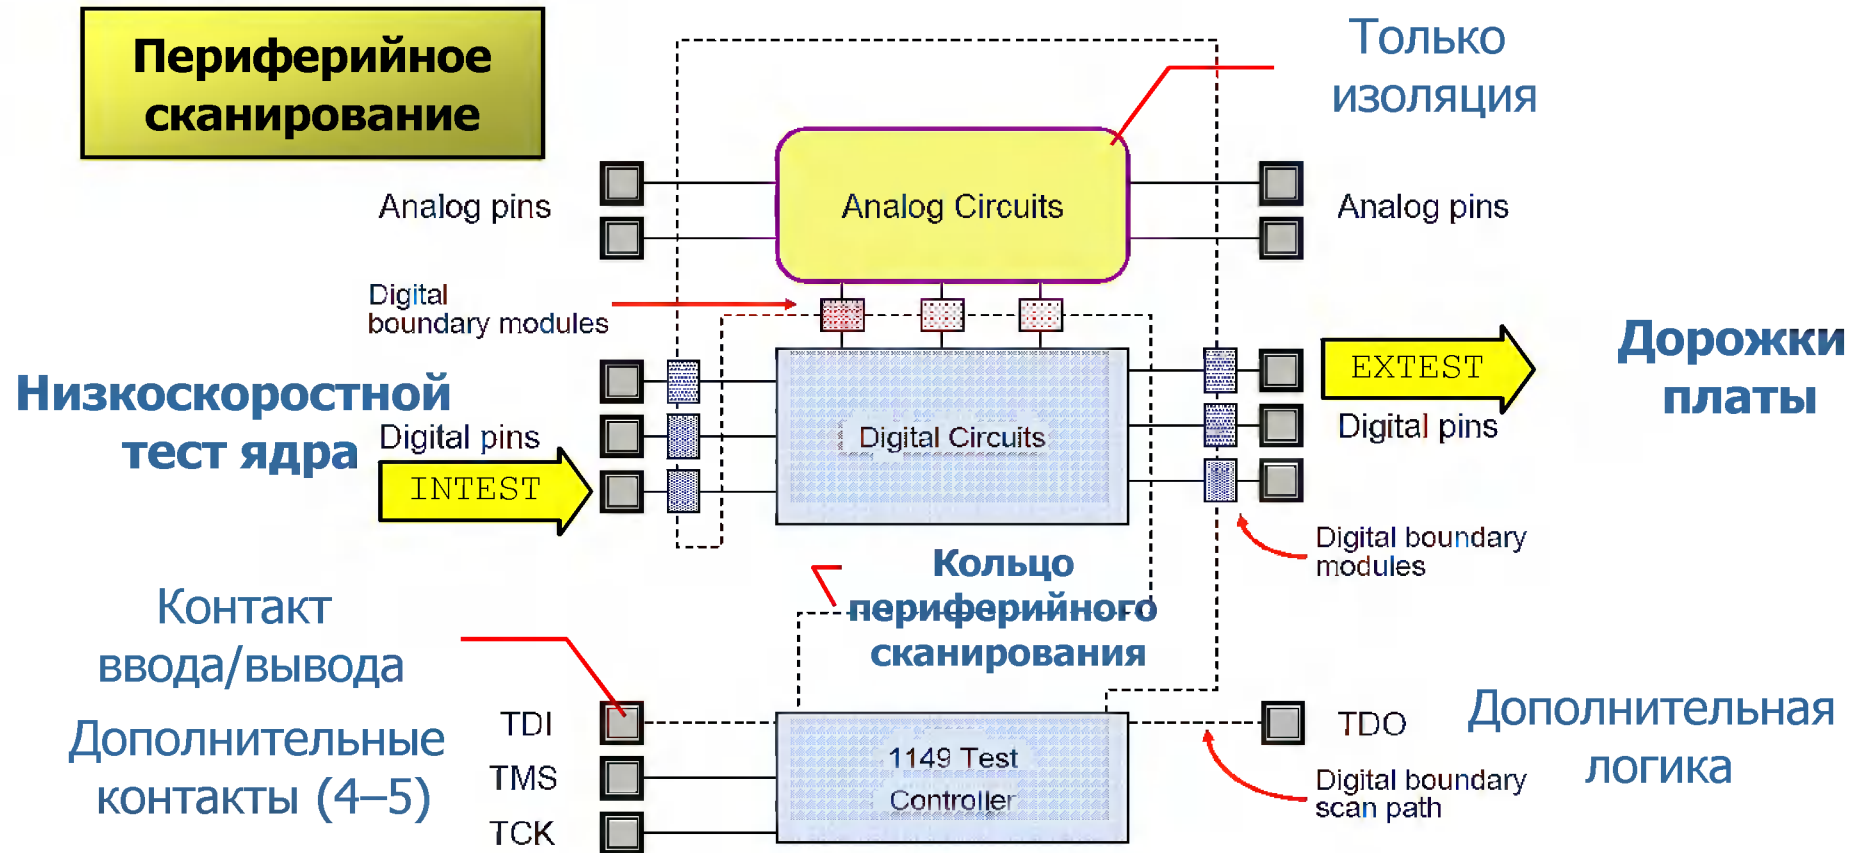 Периферийное
сканирование
Только
изоляция
Analog pins
Analog Circuits
Analog pins
Digital
boundary modules
Низкоскоростной
тест ядра
Digital pins
INTEST
Digital Circuits
EXTEST
Digital pins
Дорожки
платы
Digital boundary
modules
Кольцо
периферийного
сканирования
Контакт
ввода/вывода
Дополнительные
контакты (4–5)
TDI
TMS
TCK
1149 Test
Controller
TDO
Digital boundary
scan path
Дополнительная
логика